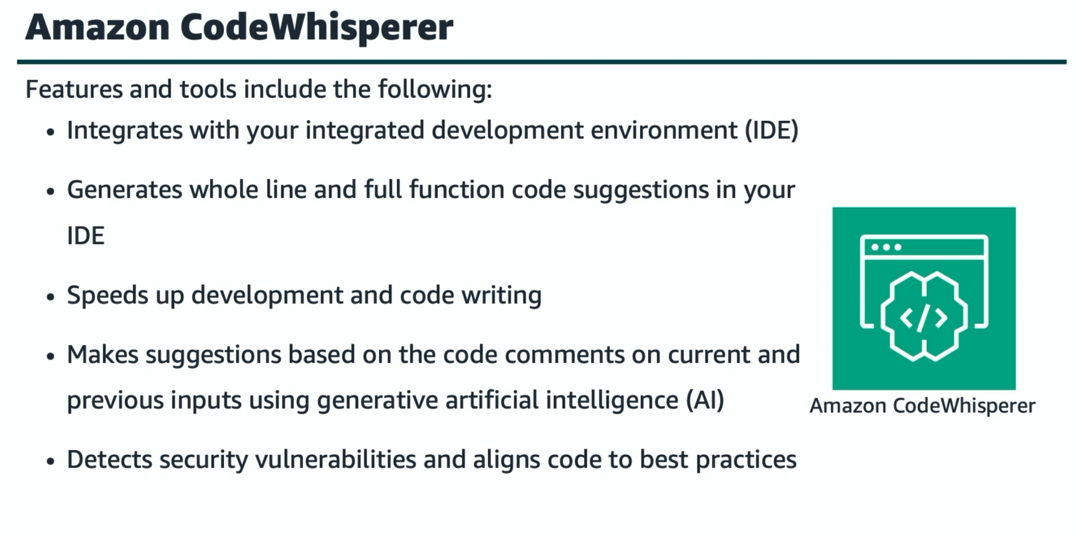 Amazon CodeWhisperer
Features and tools include the following:
• Integrates with your integrated development environment (IDE)
• Generates whole line and full function code suggestions in your
IDE
• Speeds up development and code writing
• Makes suggestions based on the code comments on current and
previous inputs using generative artificial intelligence (AI)
• Detects security vulnerabilities and aligns code to best practices
</>
Amazon CodeWhisperer